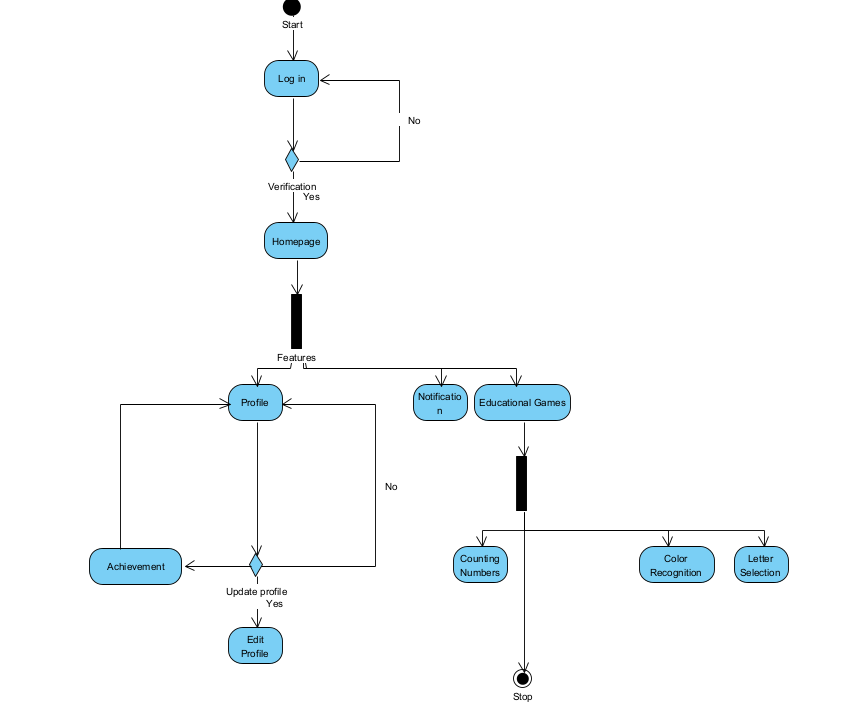 Start
Log in
No
Verification
Yes
Homepage
Features
Profile
Notificatio
n
Educational Games
No
Counting
Numbers
Color
Recognition
Letter
Selection
Achievement
Update profile
Yes
Edit
Profile
Stop